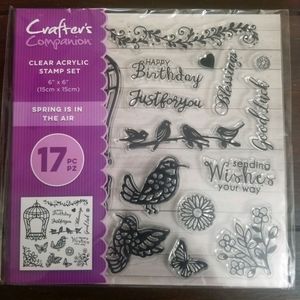 Crafter's
Companion
CLEAR ACRYLIC
STAMP SET
6" x 6"
(15cm x 15cm)
SPRING IS IN
THE AIR
17 PC
PZ
HAPPY
Birthday
Just for you
Blessings
Good luck
sending
Wishes
your way